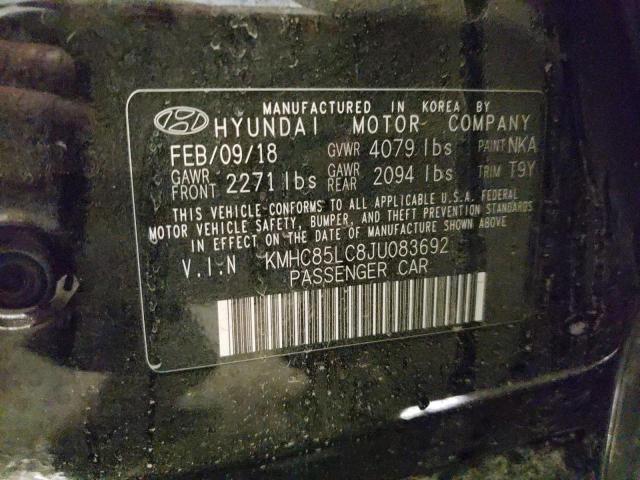 MANUFACTURED IN KOREA BY
HYUNDAI MOTOR COMPANY
FEB/09/18 GVWR 4079 lbs PAINT NKA
GAWR FRONT 2271 lbs GAWR REAR 2094 lbs TRIM T9Y
THIS VEHICLE CONFORMS TO ALL APPLICABLE U.S.A. FEDERAL
MOTOR VEHICLE SAFETY, BUMPER, AND THEFT PREVENTION STANDARDS
IN EFFECT ON THE DATE OF MANUFACTURE SHOWN ABOVE
V.I.N KMHC85LC8JU083692
PASSENGER CAR